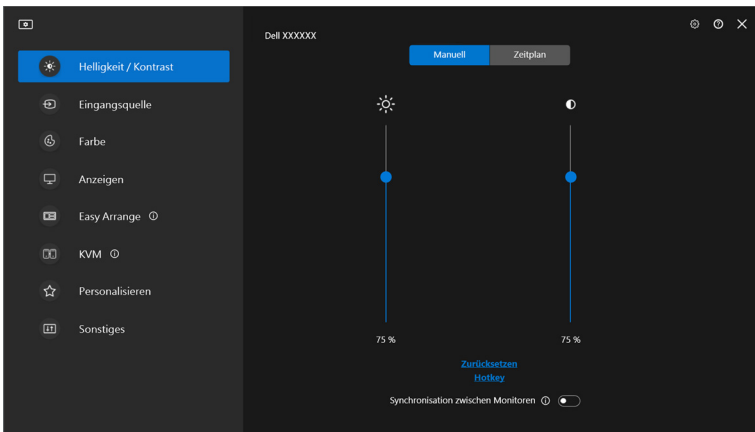 Dell XXXXXX
Manuell
Zeitplan
Helligkeit / Kontrast
Eingangsquelle
Farbe
Anzeigen
Easy Arrange
KVM
Personalisieren
Sonstiges
75 %
75 %
Zurücksetzen
Hotkey
Synchronisation zwischen Monitoren